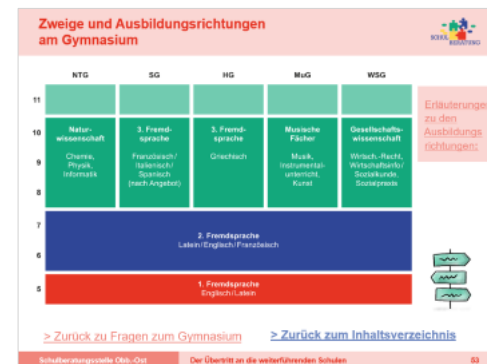 Zweige und Ausbildungsrichtungen
am Gymnasium
SCHUL
BERATUNG
NTG SG HG MuG WSG
11
10
9
8
7
6
5
Natur-
wissenschaft
Chemie,
Physik,
Informatik
3. Fremd-
sprache
Französisch/
Italienisch/
Spanisch
(nach Angebot)
3. Fremd-
sprache
Griechisch
Musische
Fächer
Musik,
Instrumental-
unterricht,
Kunst
Gesellschafts-
wissenschaft
Wirtsch.-Recht,
Wirtschaftsinfo/
Sozialkunde,
Sozialpraxis
2. Fremdsprache
Latein/Englisch/Französisch
1. Fremdsprache
Englisch/Latein
Erläuterungen
zu den
Ausbildungs
richtungen:
> Zurück zu Fragen zum Gymnasium
> Zurück zum Inhaltsverzeichnis
Schulberatungsstelle Obb.-Ost Der Übertritt an die weiterführenden Schulen 53